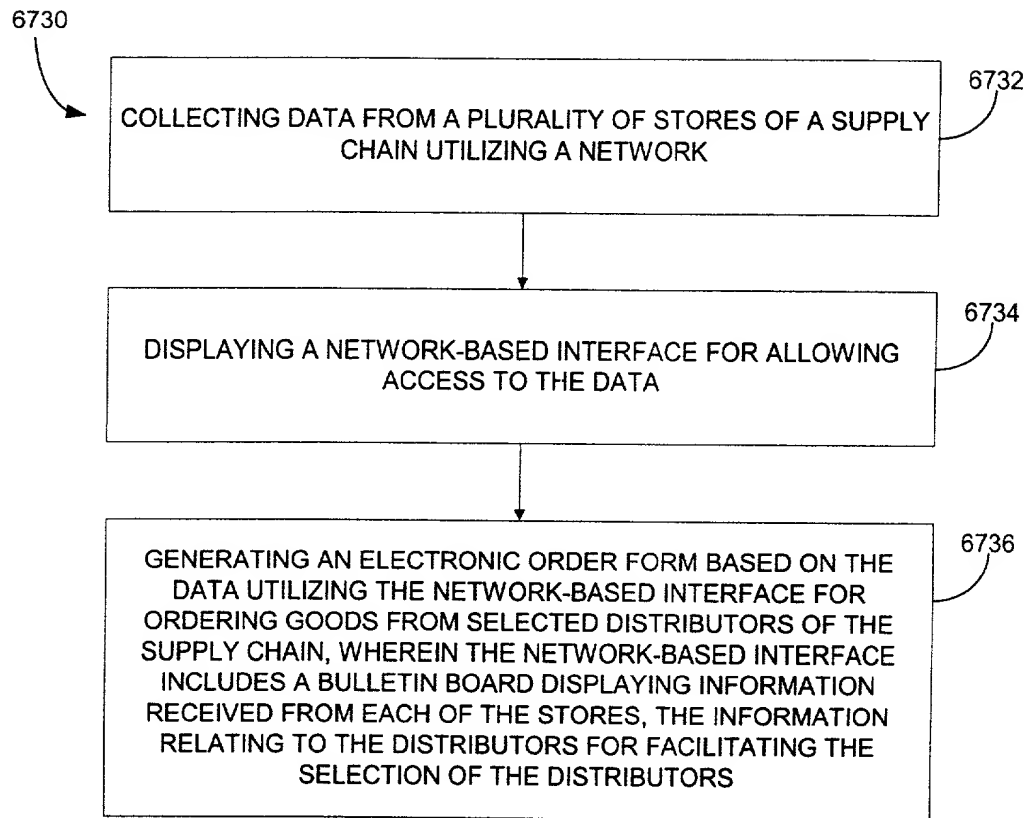 6730
6732
COLLECTING DATA FROM A PLURALITY OF STORES OF A SUPPLY
CHAIN UTILIZING A NETWORK
6734
DISPLAYING A NETWORK-BASED INTERFACE FOR ALLOWING
ACCESS TO THE DATA
6736
GENERATING AN ELECTRONIC ORDER FORM BASED ON THE
DATA UTILIZING THE NETWORK-BASED INTERFACE FOR
ORDERING GOODS FROM SELECTED DISTRIBUTORS OF THE
SUPPLY CHAIN, WHEREIN THE NETWORK-BASED INTERFACE
INCLUDES A BULLETIN BOARD DISPLAYING INFORMATION
RECEIVED FROM EACH OF THE STORES, THE INFORMATION
RELATING TO THE DISTRIBUTORS FOR FACILITATING THE
SELECTION OF THE DISTRIBUTORS